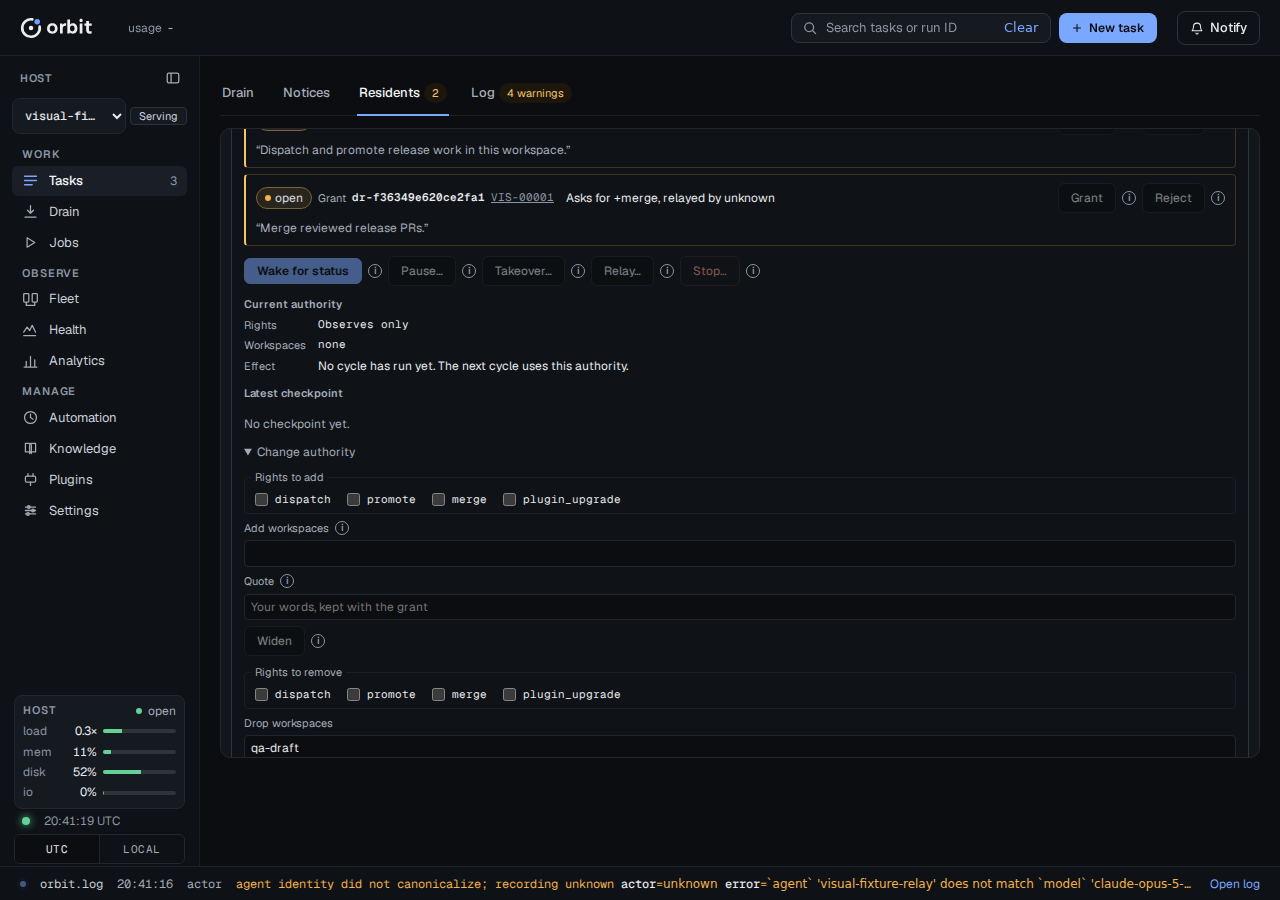 orbit
usage -
Search tasks or run ID
Clear
+ New task
Notify
HOST
visual-fi…
Serving
WORK
Tasks 3
Drain
Jobs
OBSERVE
Fleet
Health
Analytics
MANAGE
Automation
Knowledge
Plugins
Settings
HOST open
load 0.3×
mem 11%
disk 52%
io 0%
20:41:19 UTC
UTC LOCAL
Drain Notices Residents 2 Log 4 warnings
“Dispatch and promote release work in this workspace.”
open Grant dr-f36349e620ce2fa1 VIS-00001 Asks for +merge, relayed by unknown Grant i Reject i
“Merge reviewed release PRs.”
Wake for status i Pause… i Takeover… i Relay… i Stop… i
Current authority
Rights Observes only
Workspaces none
Effect No cycle has run yet. The next cycle uses this authority.
Latest checkpoint
No checkpoint yet.
▼ Change authority
Rights to add
dispatch promote merge plugin_upgrade
Add workspaces i
Quote i
Your words, kept with the grant
Widen i
Rights to remove
dispatch promote merge plugin_upgrade
Drop workspaces
qa-draft
orbit.log 20:41:16 actor agent identity did not canonicalize; recording unknown actor=unknown error=`agent` 'visual-fixture-relay' does not match `model` 'claude-opus-5-… Open log